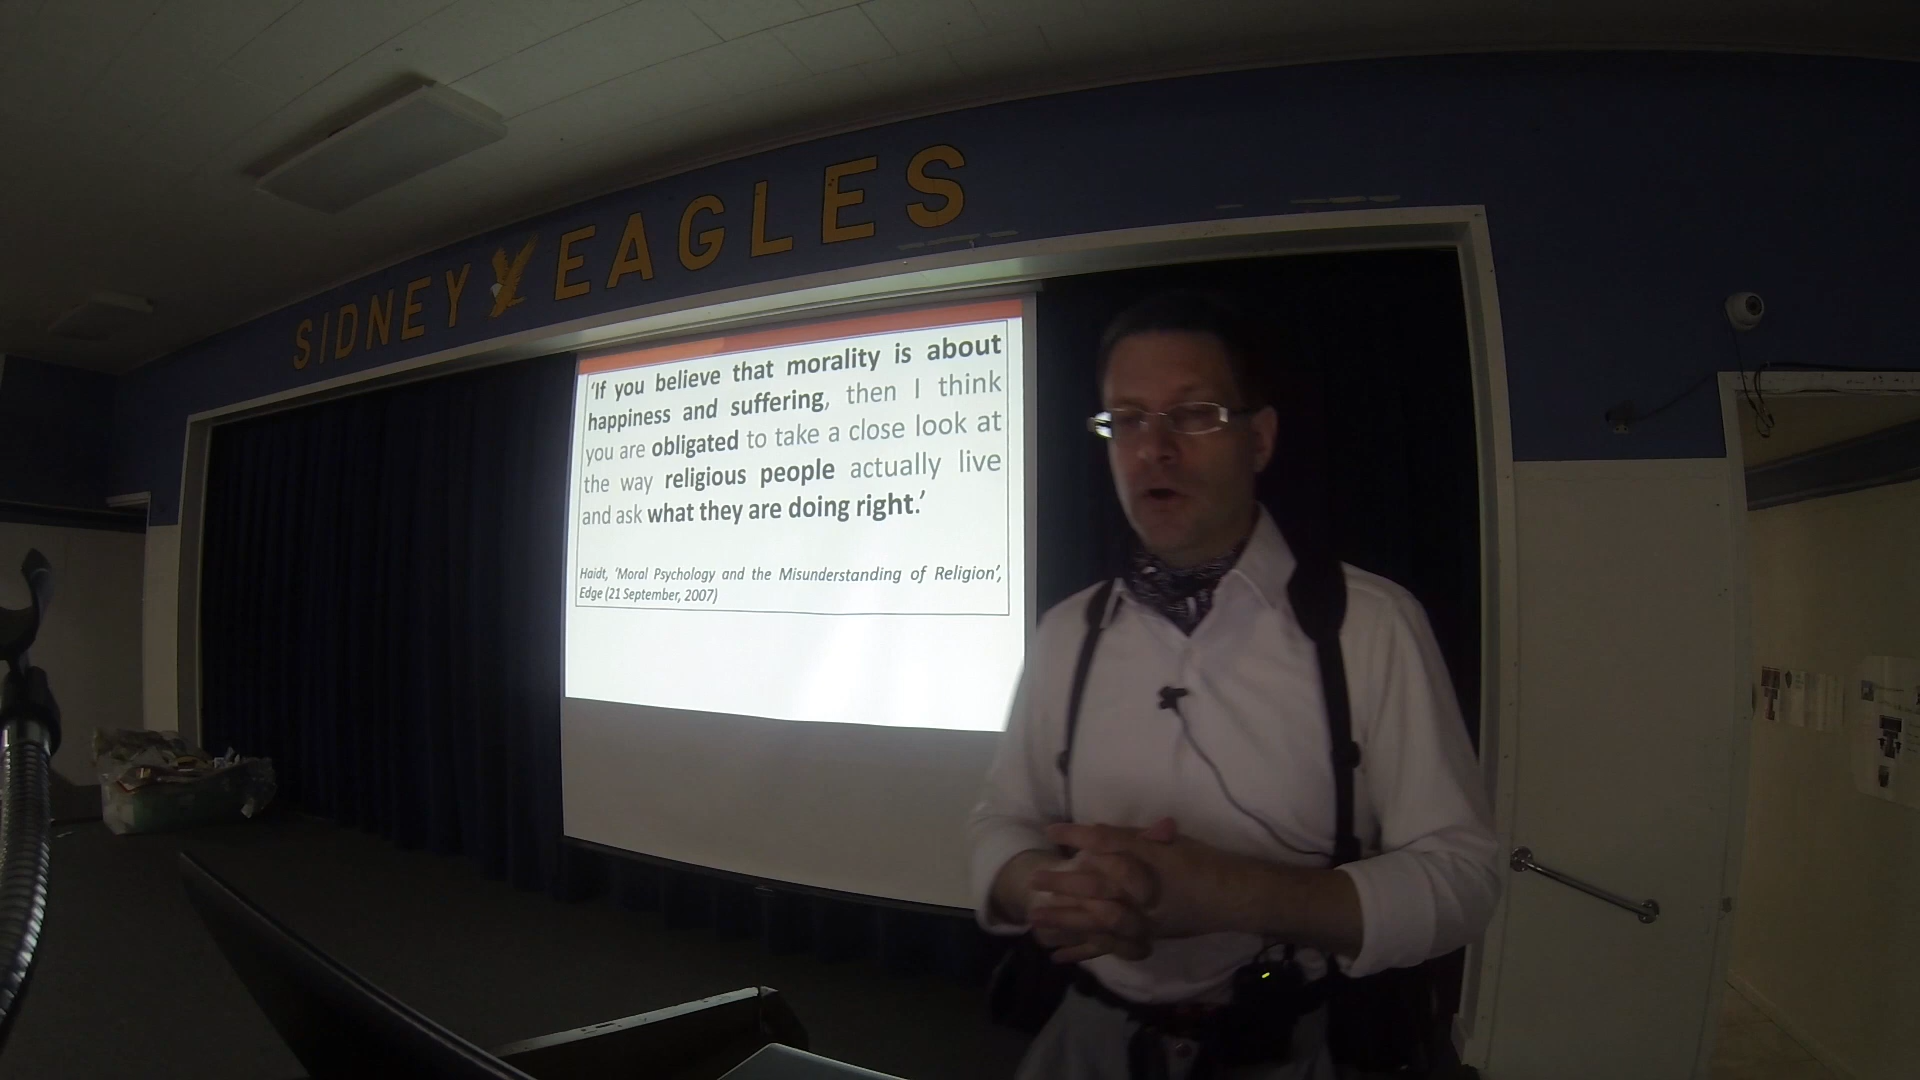 SIDNEY EAGLES
‘If you believe that morality is about
happiness and suffering, then I think
you are obligated to take a close look at
the way religious people actually live
and ask what they are doing right.’
Haidt, ‘Moral Psychology and the Misunderstanding of Religion’,
Edge (21 September, 2007)